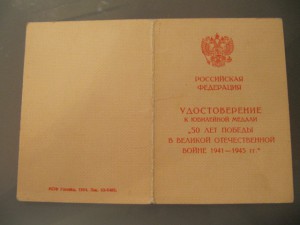 РОССИЙСКАЯ
ФЕДЕРАЦИЯ
УДОСТОВЕРЕНИЕ
К ЮБИЛЕЙНОЙ МЕДАЛИ
"50 ЛЕТ ПОБЕДЫ
В ВЕЛИКОЙ ОТЕЧЕСТВЕННОЙ
ВОЙНЕ 1941—1945 гг."